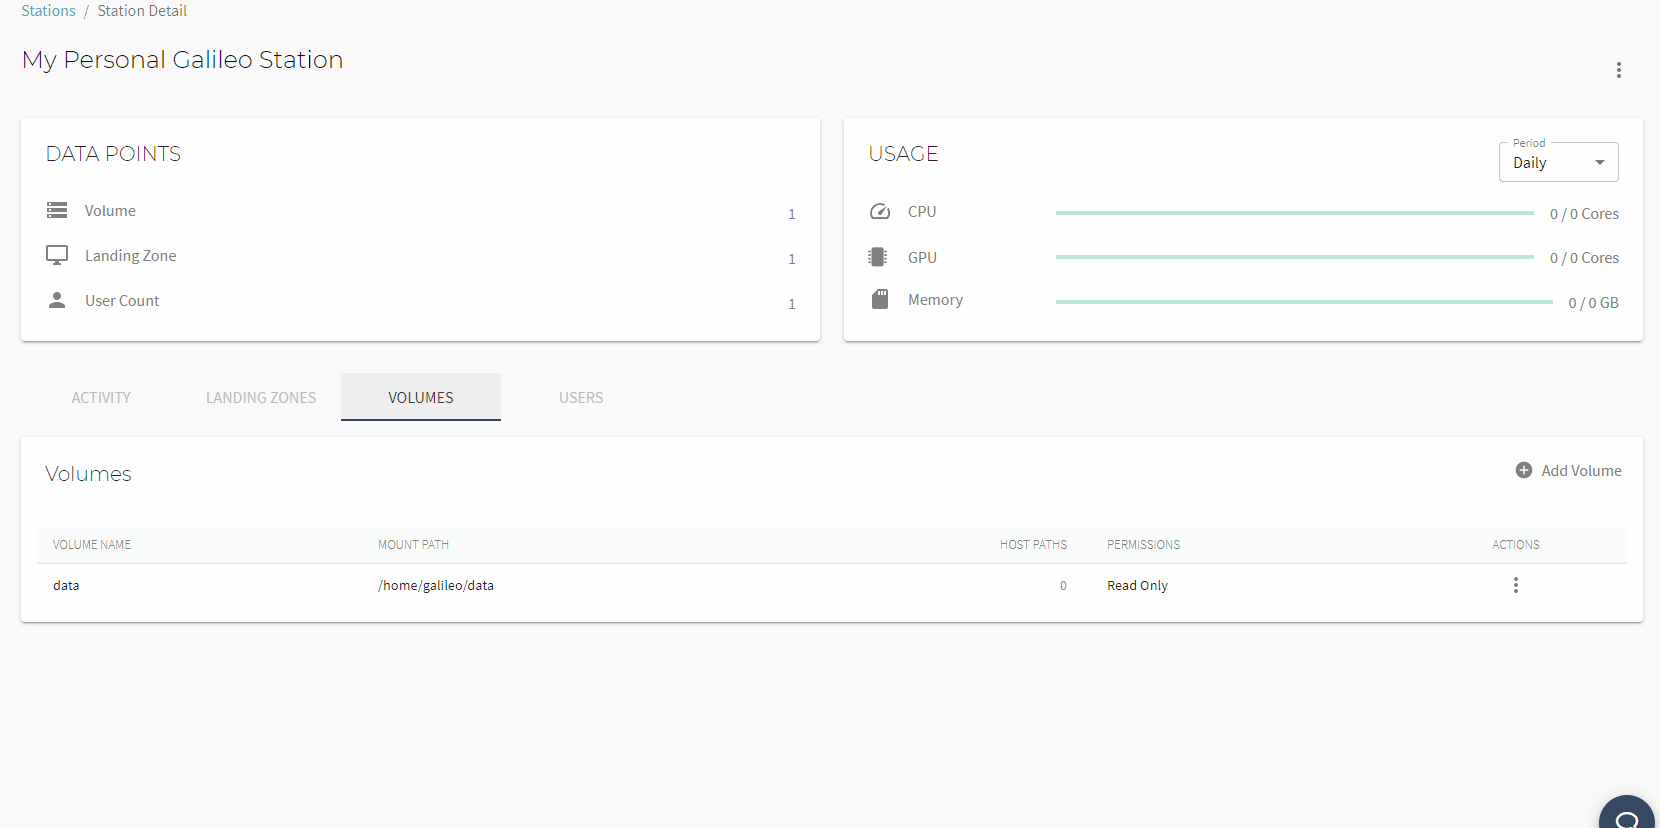 Stations / Station Detail
My Personal Galileo Station
DATA POINTS
Volume 1
Landing Zone 1
User Count 1
USAGE
Period
Daily
CPU 0 / 0 Cores
GPU 0 / 0 Cores
Memory 0 / 0 GB
ACTIVITY LANDING ZONES VOLUMES USERS
Volumes Add Volume
VOLUME NAME MOUNT PATH HOST PATHS PERMISSIONS ACTIONS
data /home/galileo/data 0 Read Only